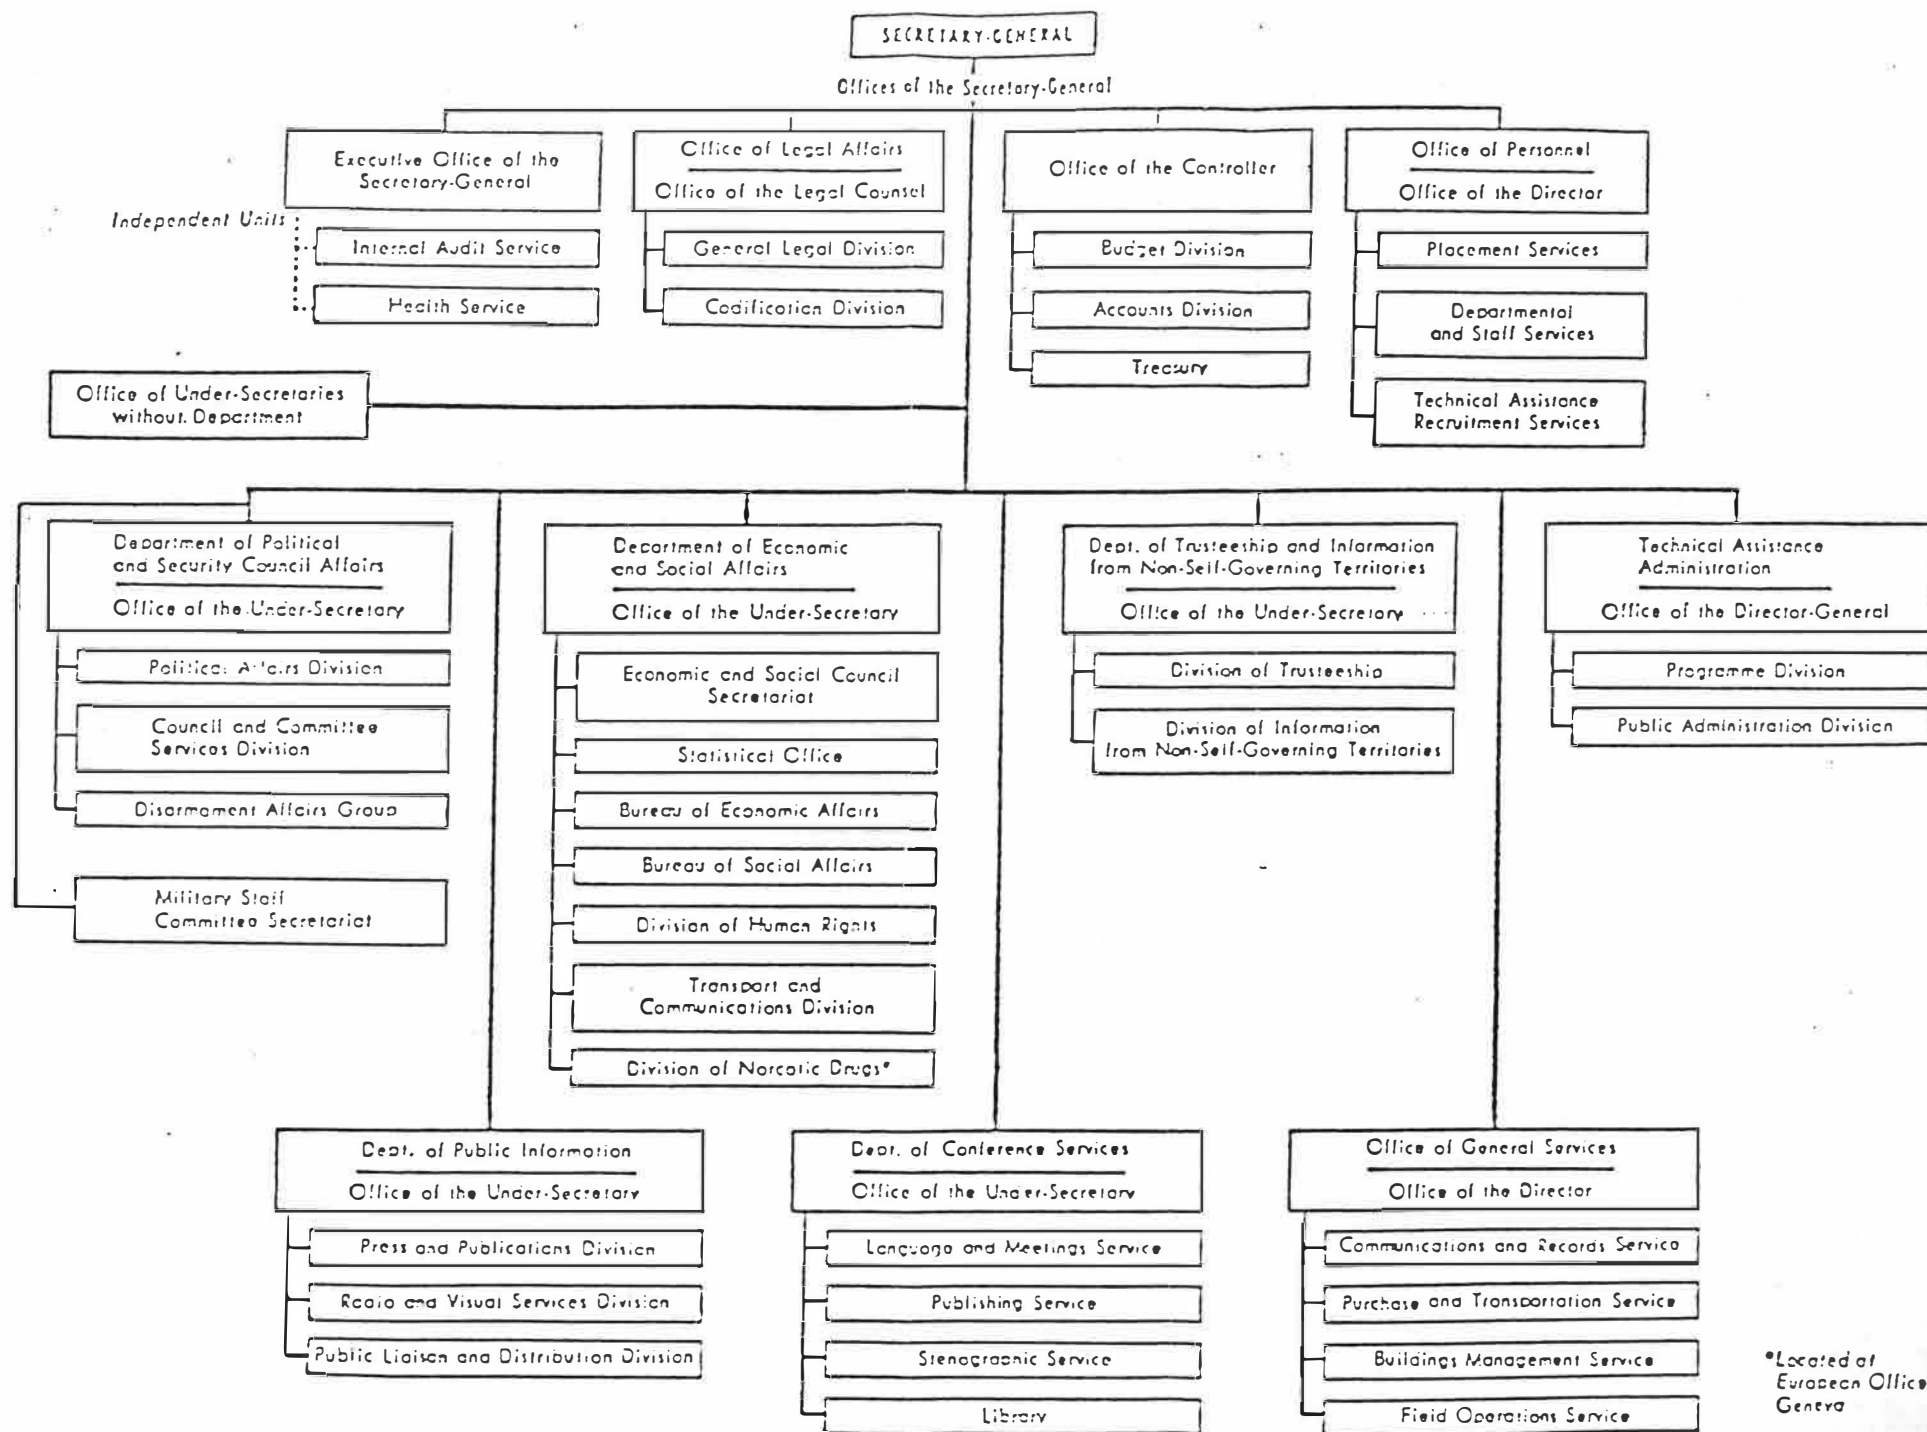 SECRETARY-GENERAL
Offices of the Secretary-General
Executive Office of the
Secretary-General
Independent Units
Internal Audit Service
Health Service
Office of Legal Affairs
Office of the Legal Counsel
General Legal Division
Codification Division
Office of the Controller
Budget Division
Accounts Division
Treasury
Office of Personnel
Office of the Director
Placement Services
Departmental
and Staff Services
Technical Assistance
Recruitment Services
Office of Under-Secretaries
without Department
Department of Political
and Security Council Affairs
Office of the Under-Secretary
Political Affairs Division
Council and Committee
Services Division
Disarmament Affairs Group
Military Staff
Committee Secretariat
Department of Economic
and Social Affairs
Office of the Under-Secretary
Economic and Social Council
Secretariat
Statistical Office
Bureau of Economic Affairs
Bureau of Social Affairs
Division of Human Rights
Transport and
Communications Division
Division of Narcotic Drugs*
Dept. of Trusteeship and Information
from Non-Self-Governing Territories
Office of the Under-Secretary
Division of Trusteeship
Division of Information
from Non-Self-Governing Territories
Technical Assistance
Administration
Office of the Director-General
Programme Division
Public Administration Division
Dept. of Public Information
Office of the Under-Secretary
Press and Publications Division
Radio and Visual Services Division
Public Liaison and Distribution Division
Dept. of Conference Services
Office of the Under-Secretary
Language and Meetings Service
Publishing Service
Stenographic Service
Library
Office of General Services
Office of the Director
Communications and Records Service
Purchase and Transportation Service
Buildings Management Service
Field Operations Service
*Located at
European Office
Geneva